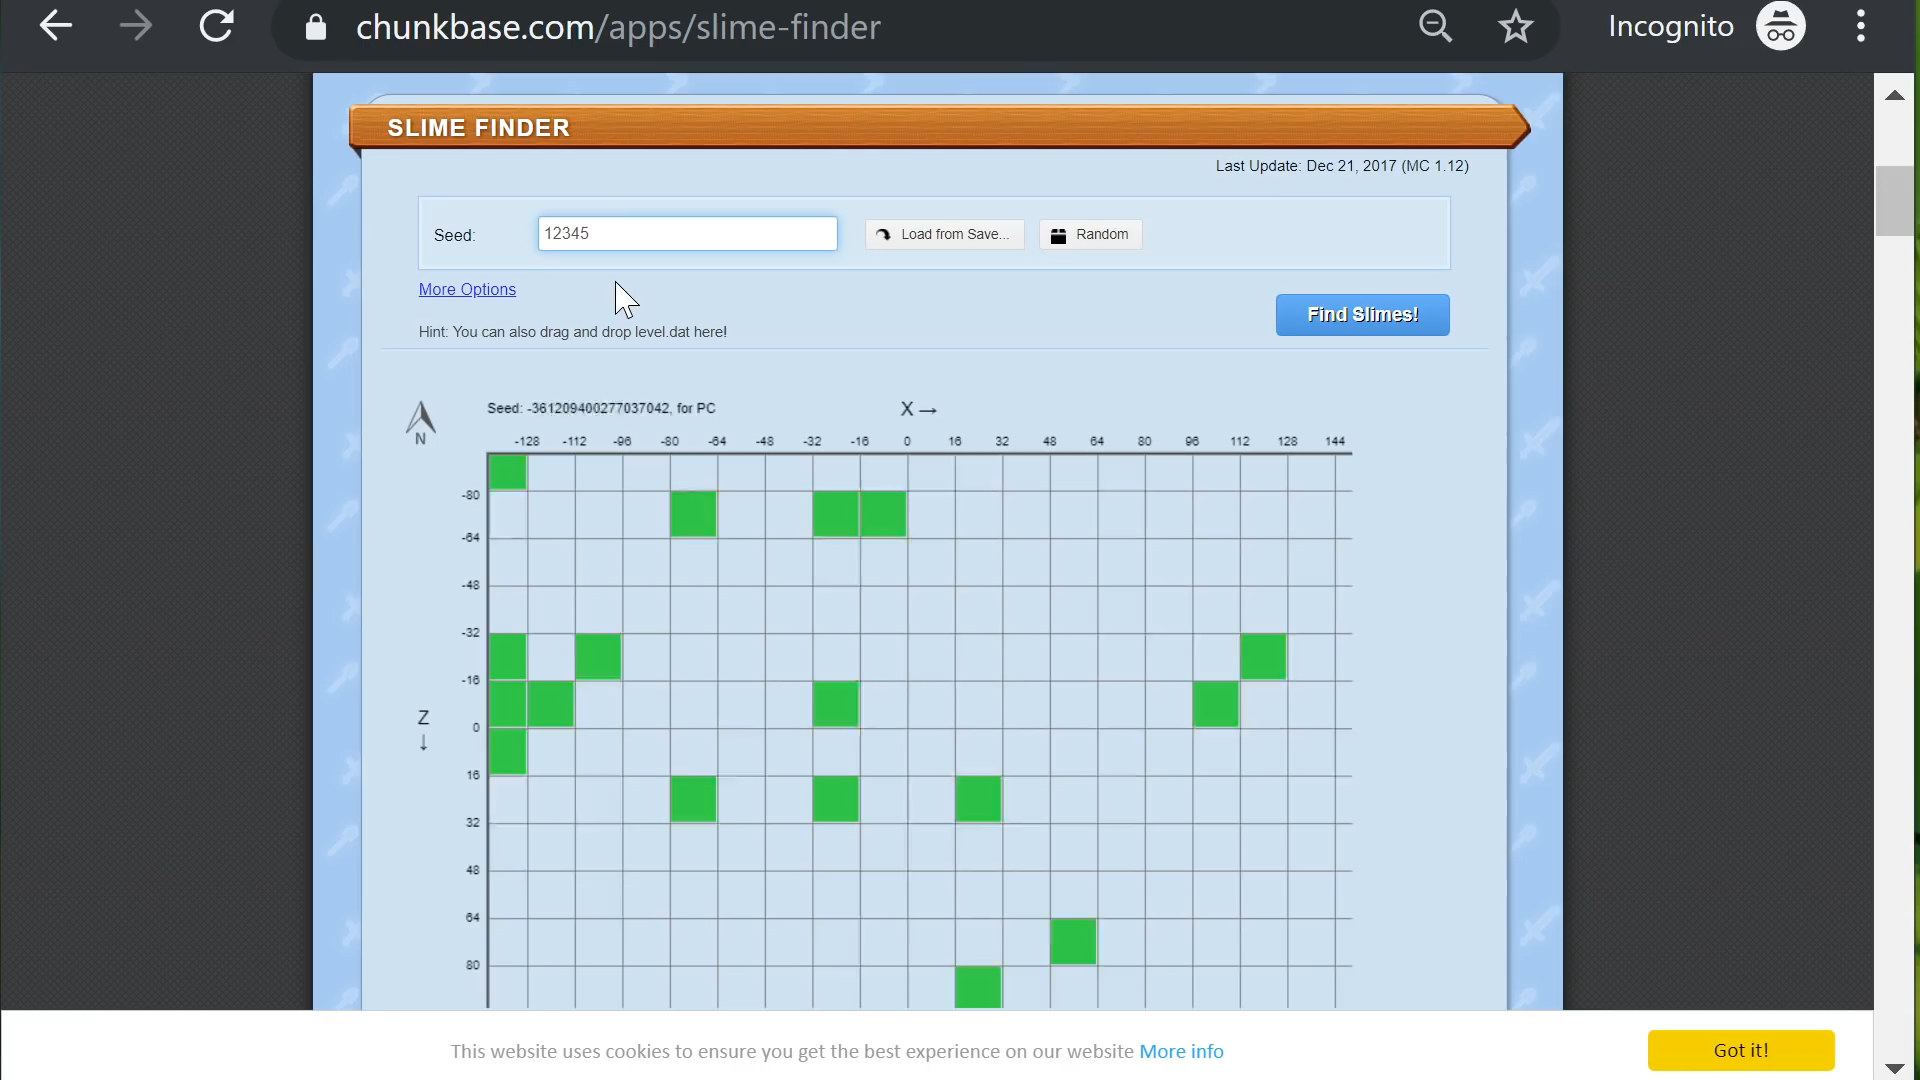 chunkbase.com/apps/slime-finder
Incognito
SLIME FINDER
Last Update: Dec 21, 2017 (MC 1.12)
Seed:
12345
Load from Save...
Random
More Options
Find Slimes!
Hint: You can also drag and drop level.dat here!
N
Seed: -361209400277037042, for PC
X →
-128 -112 -96 -80 -64 -48 -32 -16 0 16 32 48 64 80 96 112 128 144
-80
-64
-48
-32
-16
Z
↓
0
16
32
48
64
80
This website uses cookies to ensure you get the best experience on our website More info
Got it!